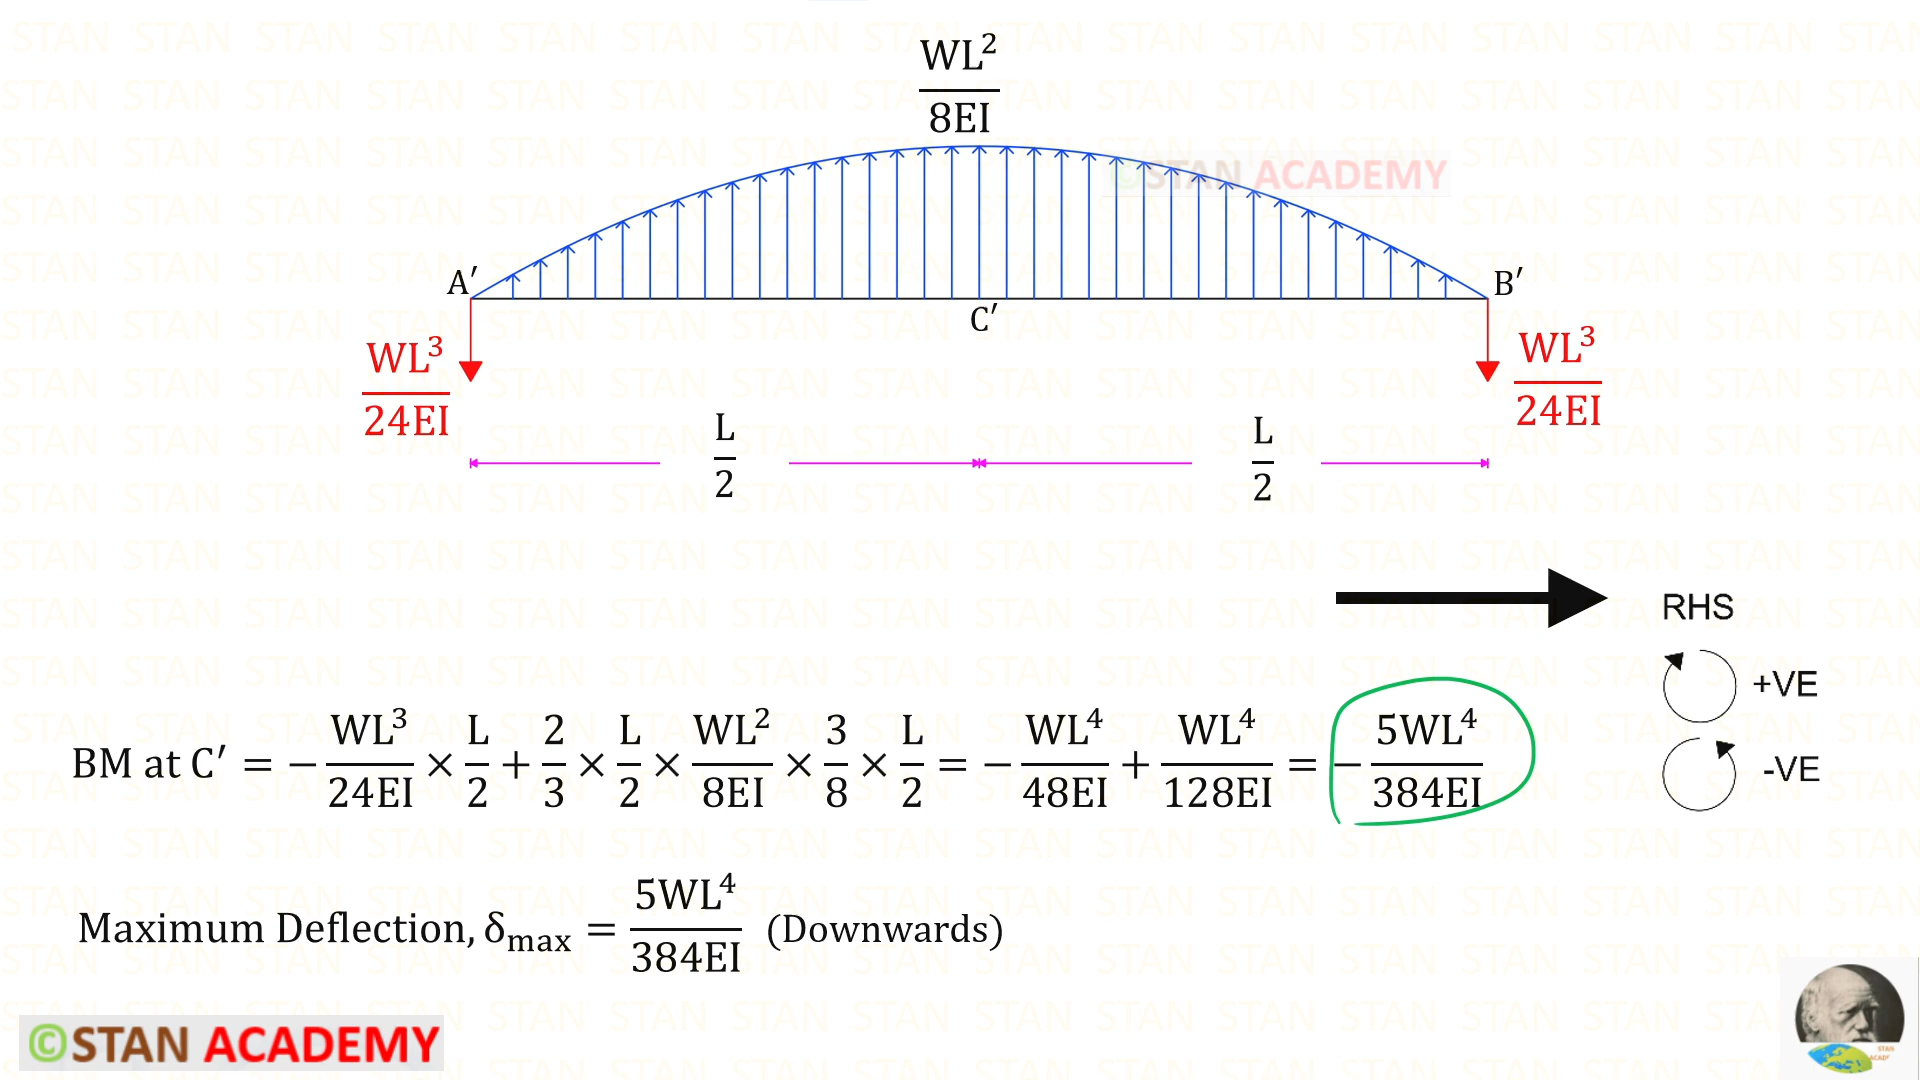 WL²/8EI
©STAN ACADEMY
A′
B′
C′
WL³/24EI
WL³/24EI
L/2
L/2
RHS
+VE
-VE
BM at C′ = − WL³/24EI × L/2 + 2/3 × L/2 × WL²/8EI × 3/8 × L/2 = − WL⁴/48EI + WL⁴/128EI = − 5WL⁴/384EI
Maximum Deflection, δmax = 5WL⁴/384EI (Downwards)
©STAN ACADEMY